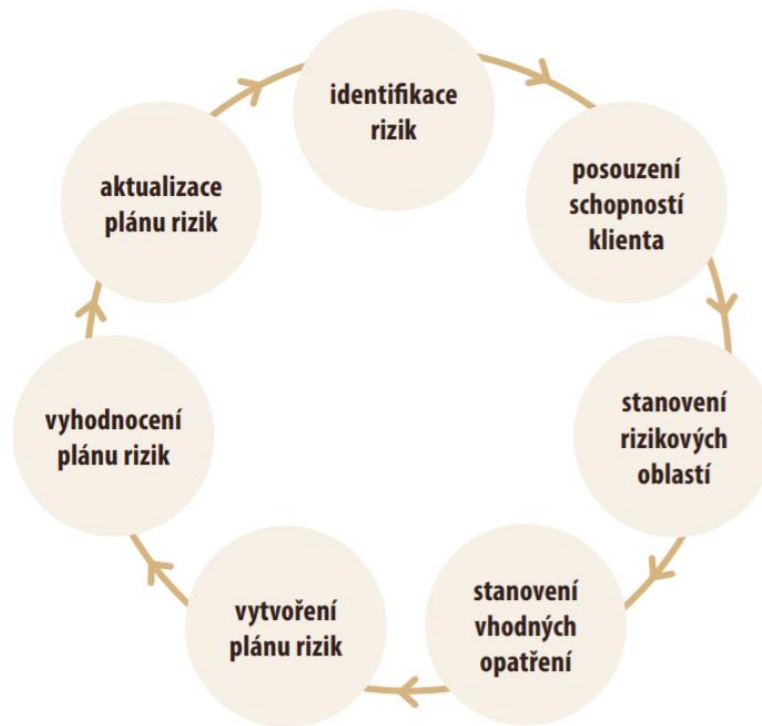 identifikace
rizik
posouzení
schopností
klienta
stanovení
rizikových
oblastí
stanovení
vhodných
opatření
vytvoření
plánu rizik
vyhodnocení
plánu rizik
aktualizace
plánu rizik